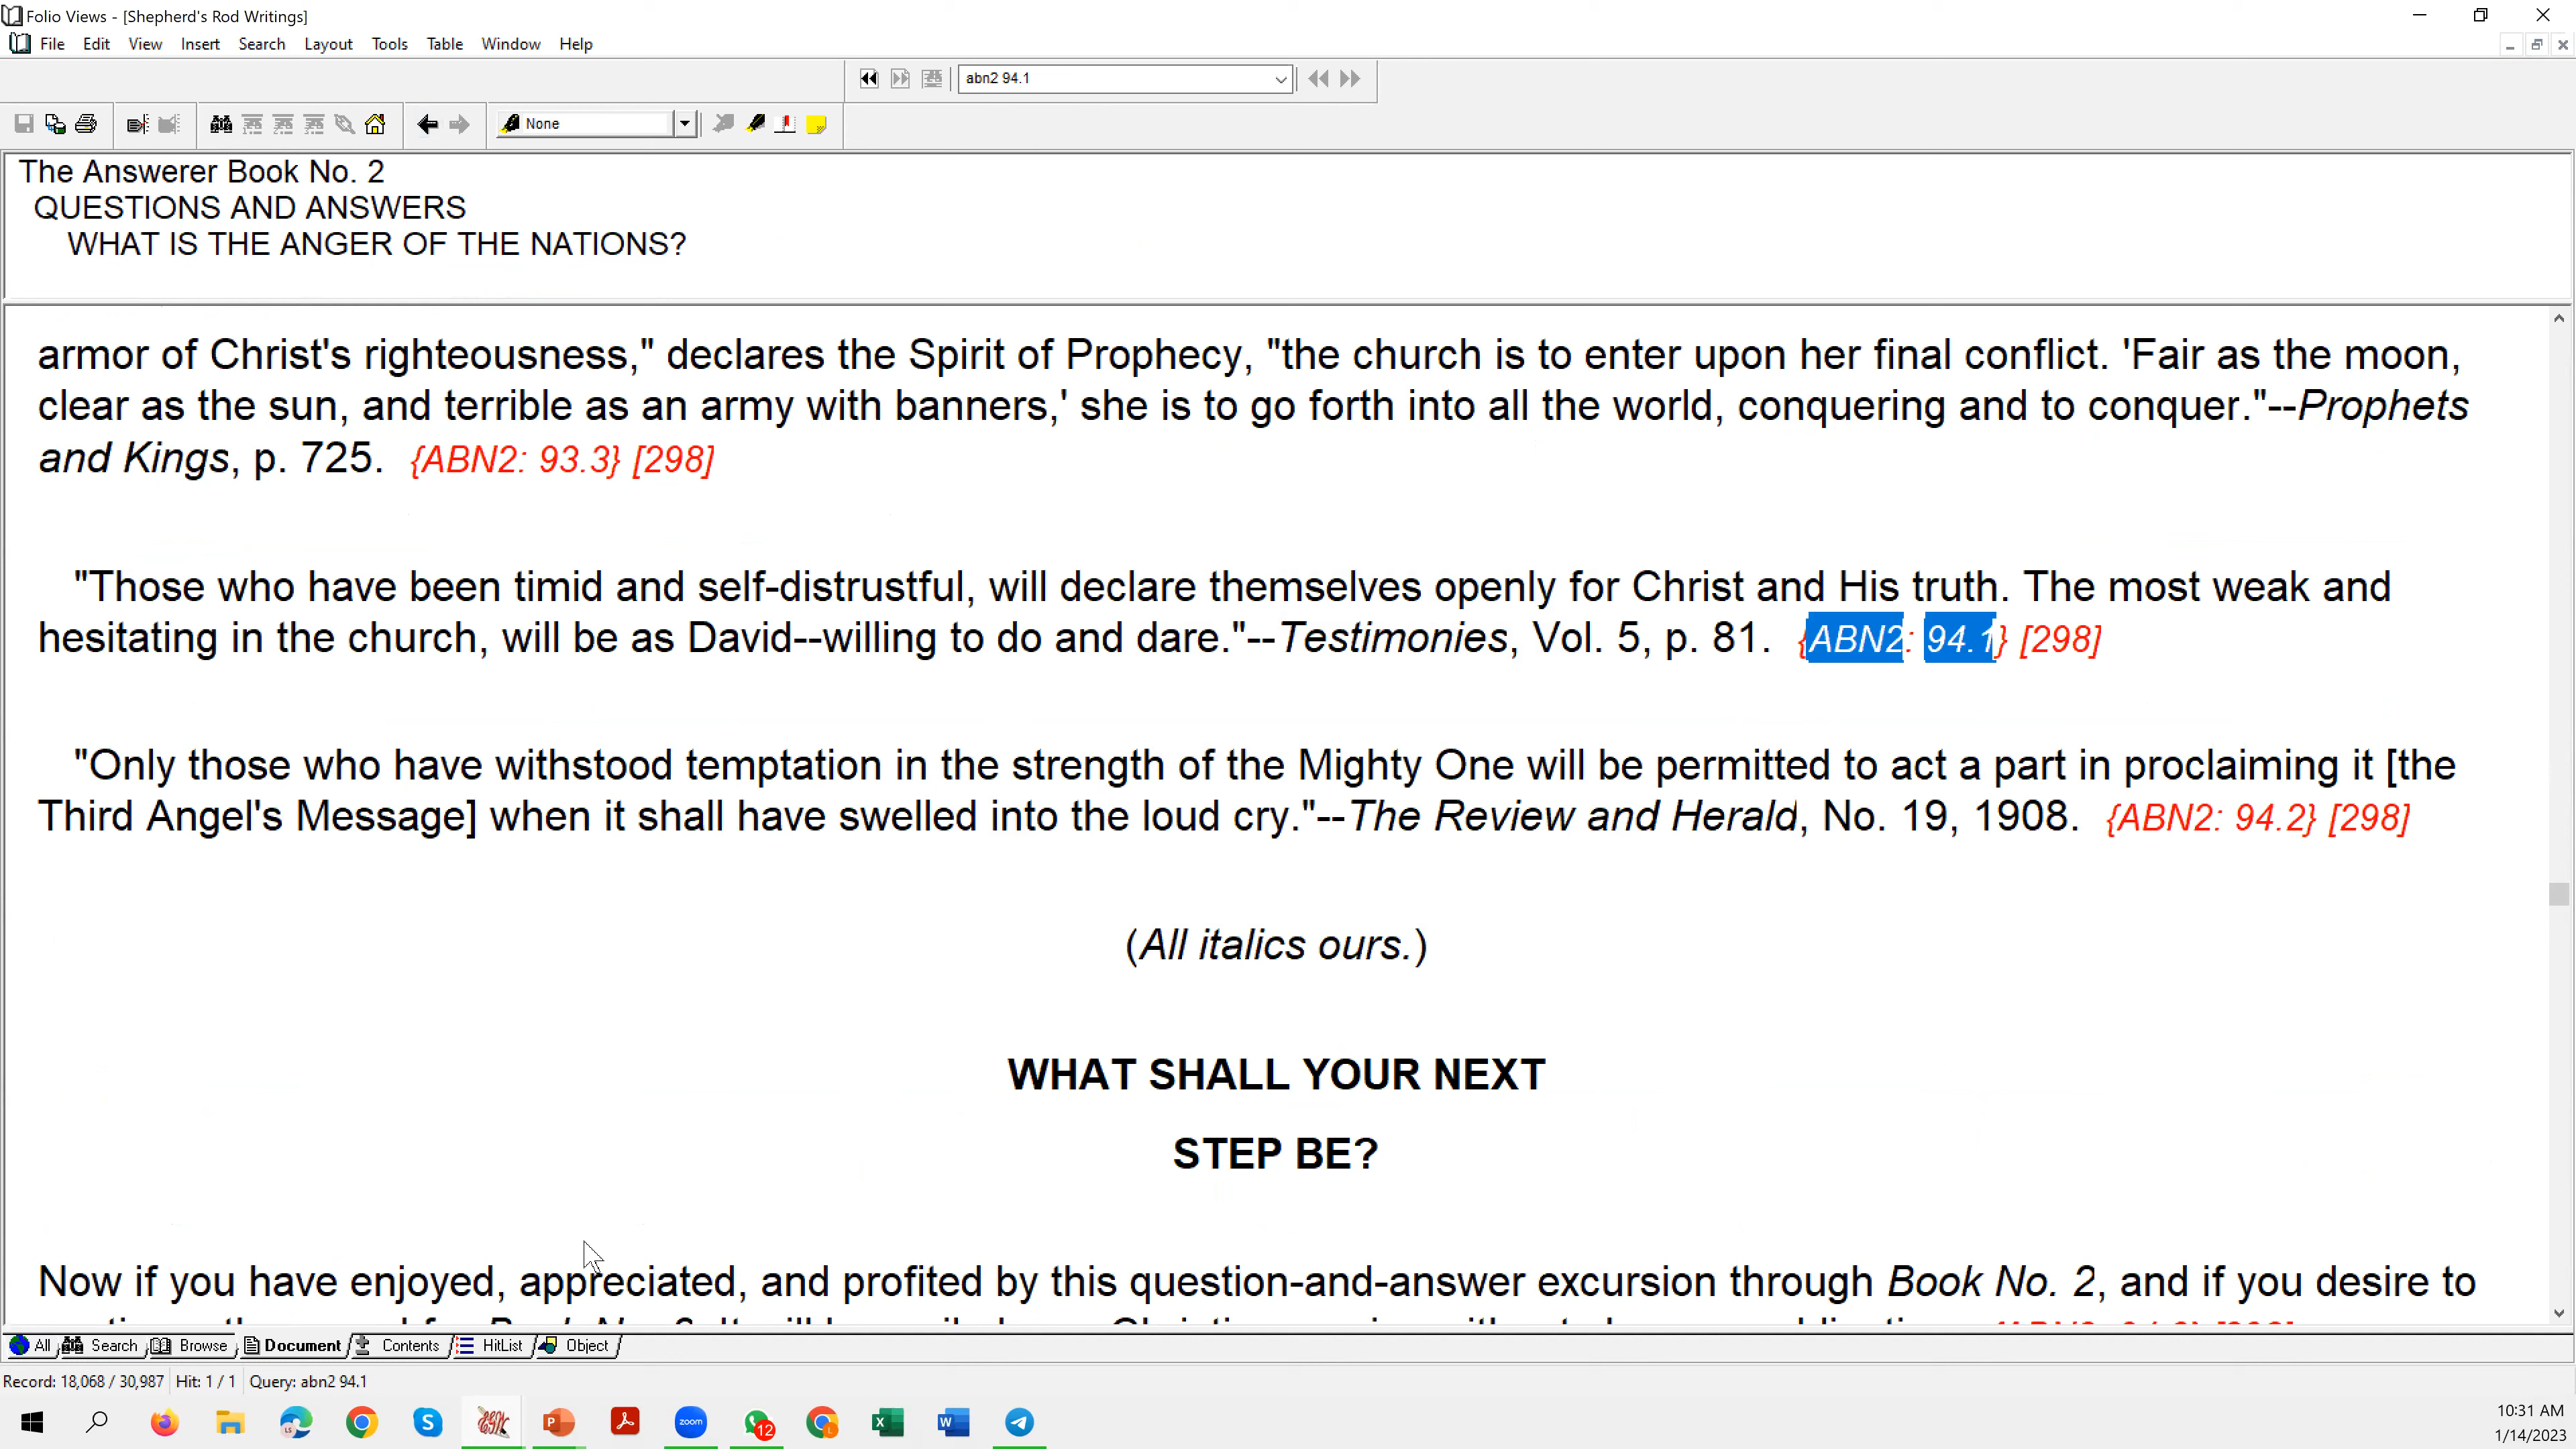 Folio Views - [Shepherd's Rod Writings]
File Edit View Insert Search Layout Tools Table Window Help
abn2 94.1
None
The Answerer Book No. 2
QUESTIONS AND ANSWERS
WHAT IS THE ANGER OF THE NATIONS?
armor of Christ's righteousness," declares the Spirit of Prophecy, "the church is to enter upon her final conflict. 'Fair as the moon,
clear as the sun, and terrible as an army with banners,' she is to go forth into all the world, conquering and to conquer."--Prophets
and Kings, p. 725. {ABN2: 93.3} [298]
"Those who have been timid and self-distrustful, will declare themselves openly for Christ and His truth. The most weak and
hesitating in the church, will be as David--willing to do and dare."--Testimonies, Vol. 5, p. 81. {ABN2: 94.1} [298]
"Only those who have withstood temptation in the strength of the Mighty One will be permitted to act a part in proclaiming it [the
Third Angel's Message] when it shall have swelled into the loud cry."--The Review and Herald, No. 19, 1908. {ABN2: 94.2} [298]
(All italics ours.)
WHAT SHALL YOUR NEXT
STEP BE?
Now if you have enjoyed, appreciated, and profited by this question-and-answer excursion through Book No. 2, and if you desire to
All Search Browse Document Contents HitList Object
Record: 18,068 / 30,987 Hit: 1 / 1 Query: abn2 94.1
zoom 12
10:31 AM
1/14/2023